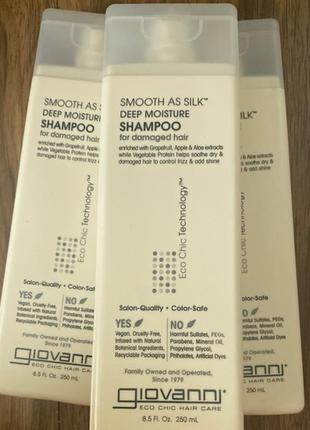 SMOOTH AS SILK™
DEEP MOISTURE
SHAMPOO
for damaged hair
enriched with Grapefruit, Apple & Aloe extracts
while Vegetable Protein helps soothe dry &
damaged hair to control frizz & add shine
Eco Chic Technology™
Salon-Quality • Color-Safe
YES
Vegan, Cruelty-Free,
Infused with Natural
Botanical Ingredients,
Recyclable Packaging
NO
Harmful Sulfates, PEGs,
Parabens, Mineral Oil,
Propylene Glycol,
Phthalates, Artificial Dyes
Family Owned and Operated,
Since 1979
giovanni®
ECO CHIC HAIR CARE
8.5 Fl. Oz. 250 mL